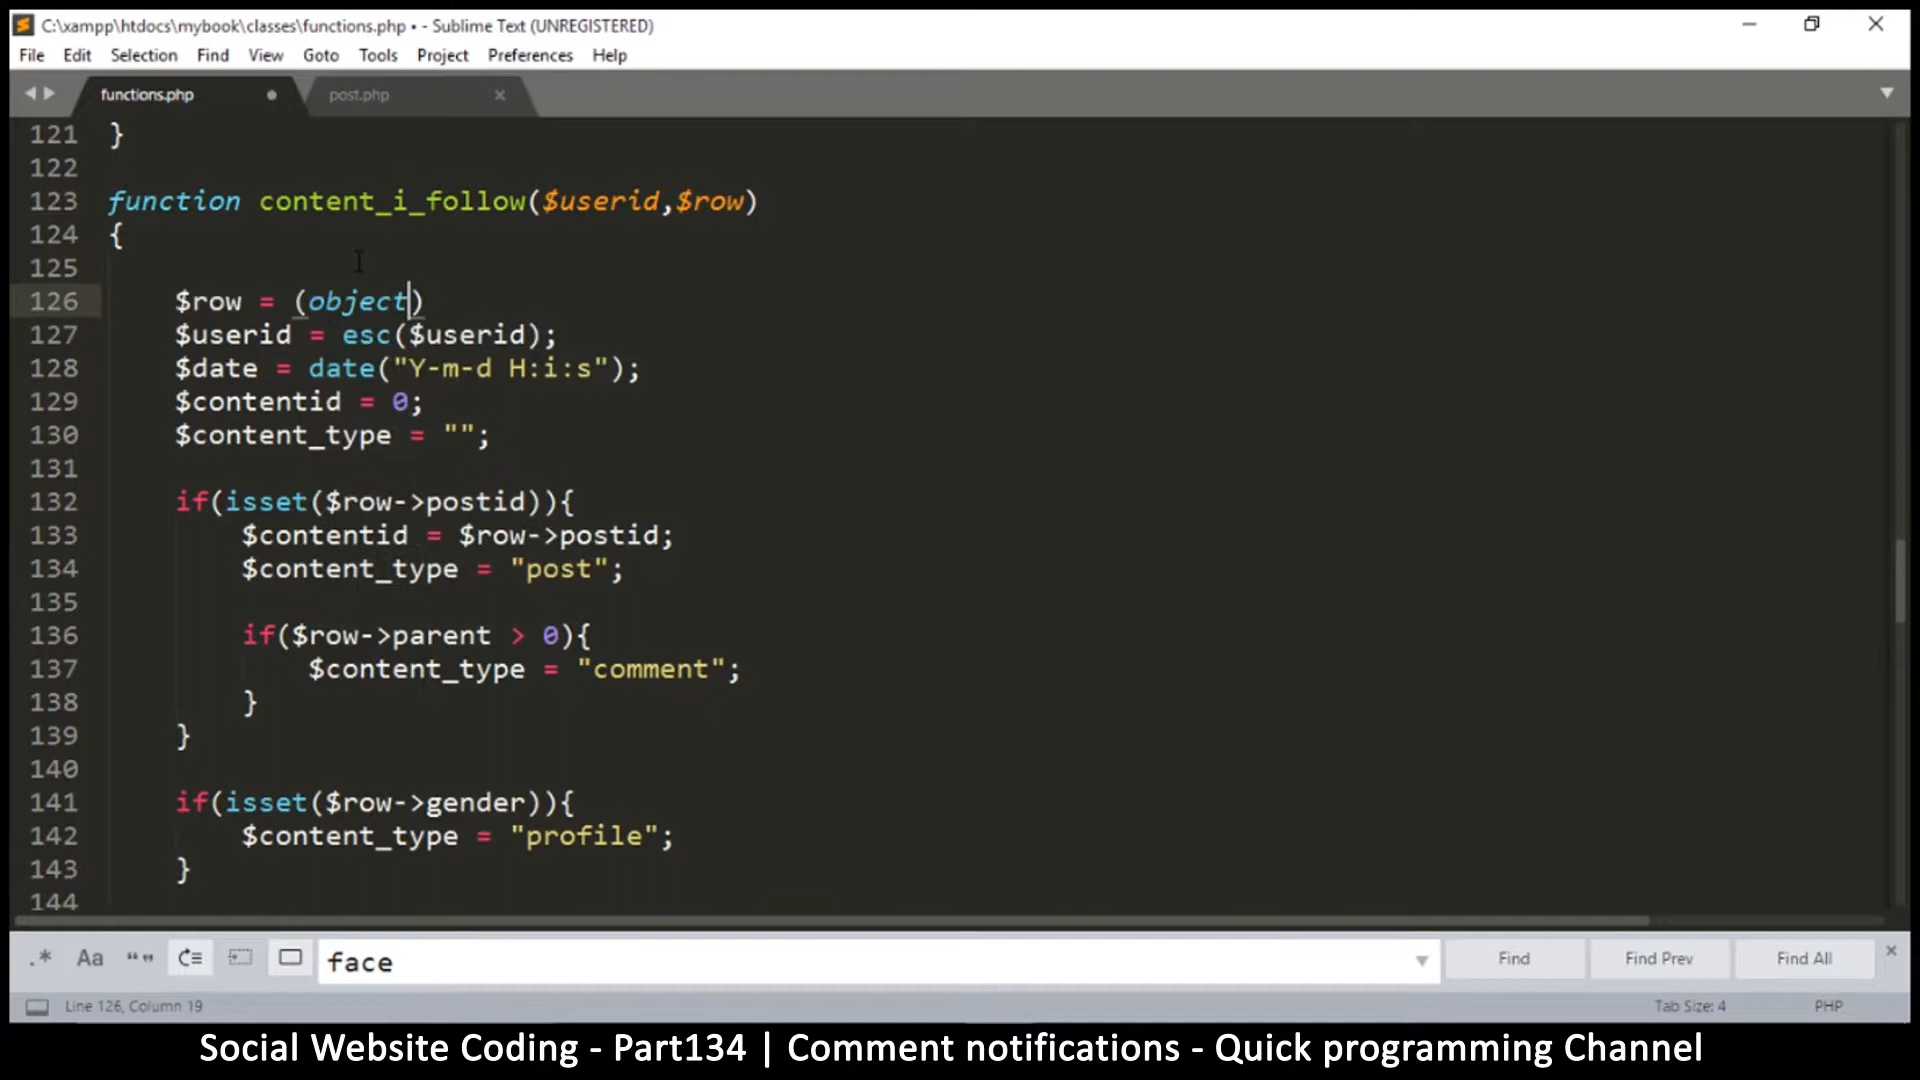 C:\xampp\htdocs\mybook\classes\functions.php • - Sublime Text (UNREGISTERED)
File Edit Selection Find View Goto Tools Project Preferences Help
functions.php post.php
121 }
122
123 function content_i_follow($userid,$row)
124 {
125
126     $row = (object)
127     $userid = esc($userid);
128     $date = date("Y-m-d H:i:s");
129     $contentid = 0;
130     $content_type = "";
131
132     if(isset($row->postid)){
133         $contentid = $row->postid;
134         $content_type = "post";
135
136         if($row->parent > 0){
137             $content_type = "comment";
138         }
139     }
140
141     if(isset($row->gender)){
142         $content_type = "profile";
143     }
144
.* Aa “” face Find Find Prev Find All
Line 126, Column 19 Tab Size: 4 PHP
Social Website Coding - Part134 | Comment notifications - Quick programming Channel